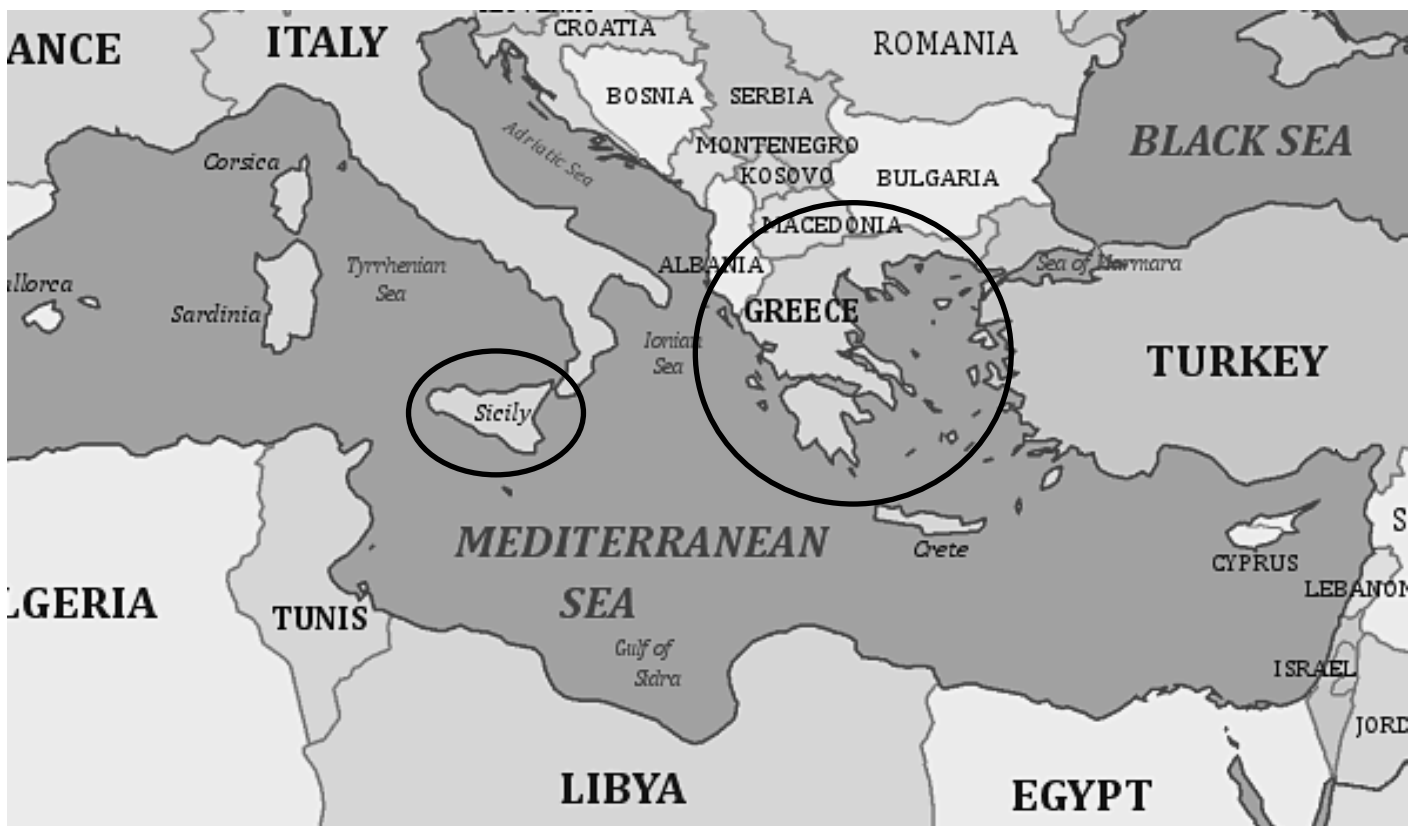 ANCE
ITALY
CROATIA
ROMANIA
BOSNIA
SERBIA
Adriatic Sea
MONTENEGRO
BLACK SEA
Corsica
KOSOVO
BULGARIA
MACEDONIA
ALBANIA
Tyrrhenian
Sea
Sea of Marmara
allorca
Sardinia
GREECE
Ionian
Sea
TURKEY
Sicily
MEDITERRANEAN
SEA
Crete
S
CYPRUS
LEBANON
LGERIA
TUNIS
Gulf of
Sidra
ISRAEL
JORD
LIBYA
EGYPT